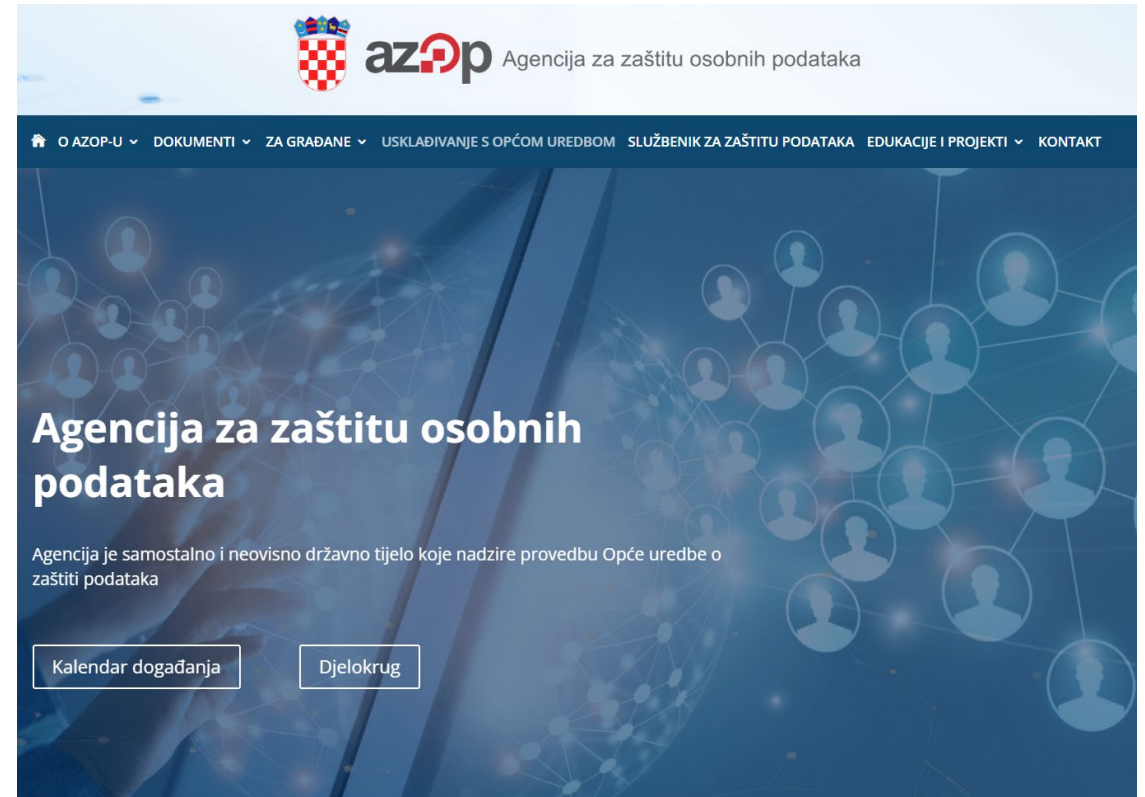 azop Agencija za zaštitu osobnih podataka
O AZOP-U DOKUMENTI ZA GRAĐANE USKLAĐIVANJE S OPĆOM UREDBOM SLUŽBENIK ZA ZAŠTITU PODATAKA EDUKACIJE I PROJEKTI KONTAKT
Agencija za zaštitu osobnih
podataka
Agencija je samostalno i neovisno državno tijelo koje nadzire provedbu Opće uredbe o
zaštiti podataka
Kalendar događanja Djelokrug